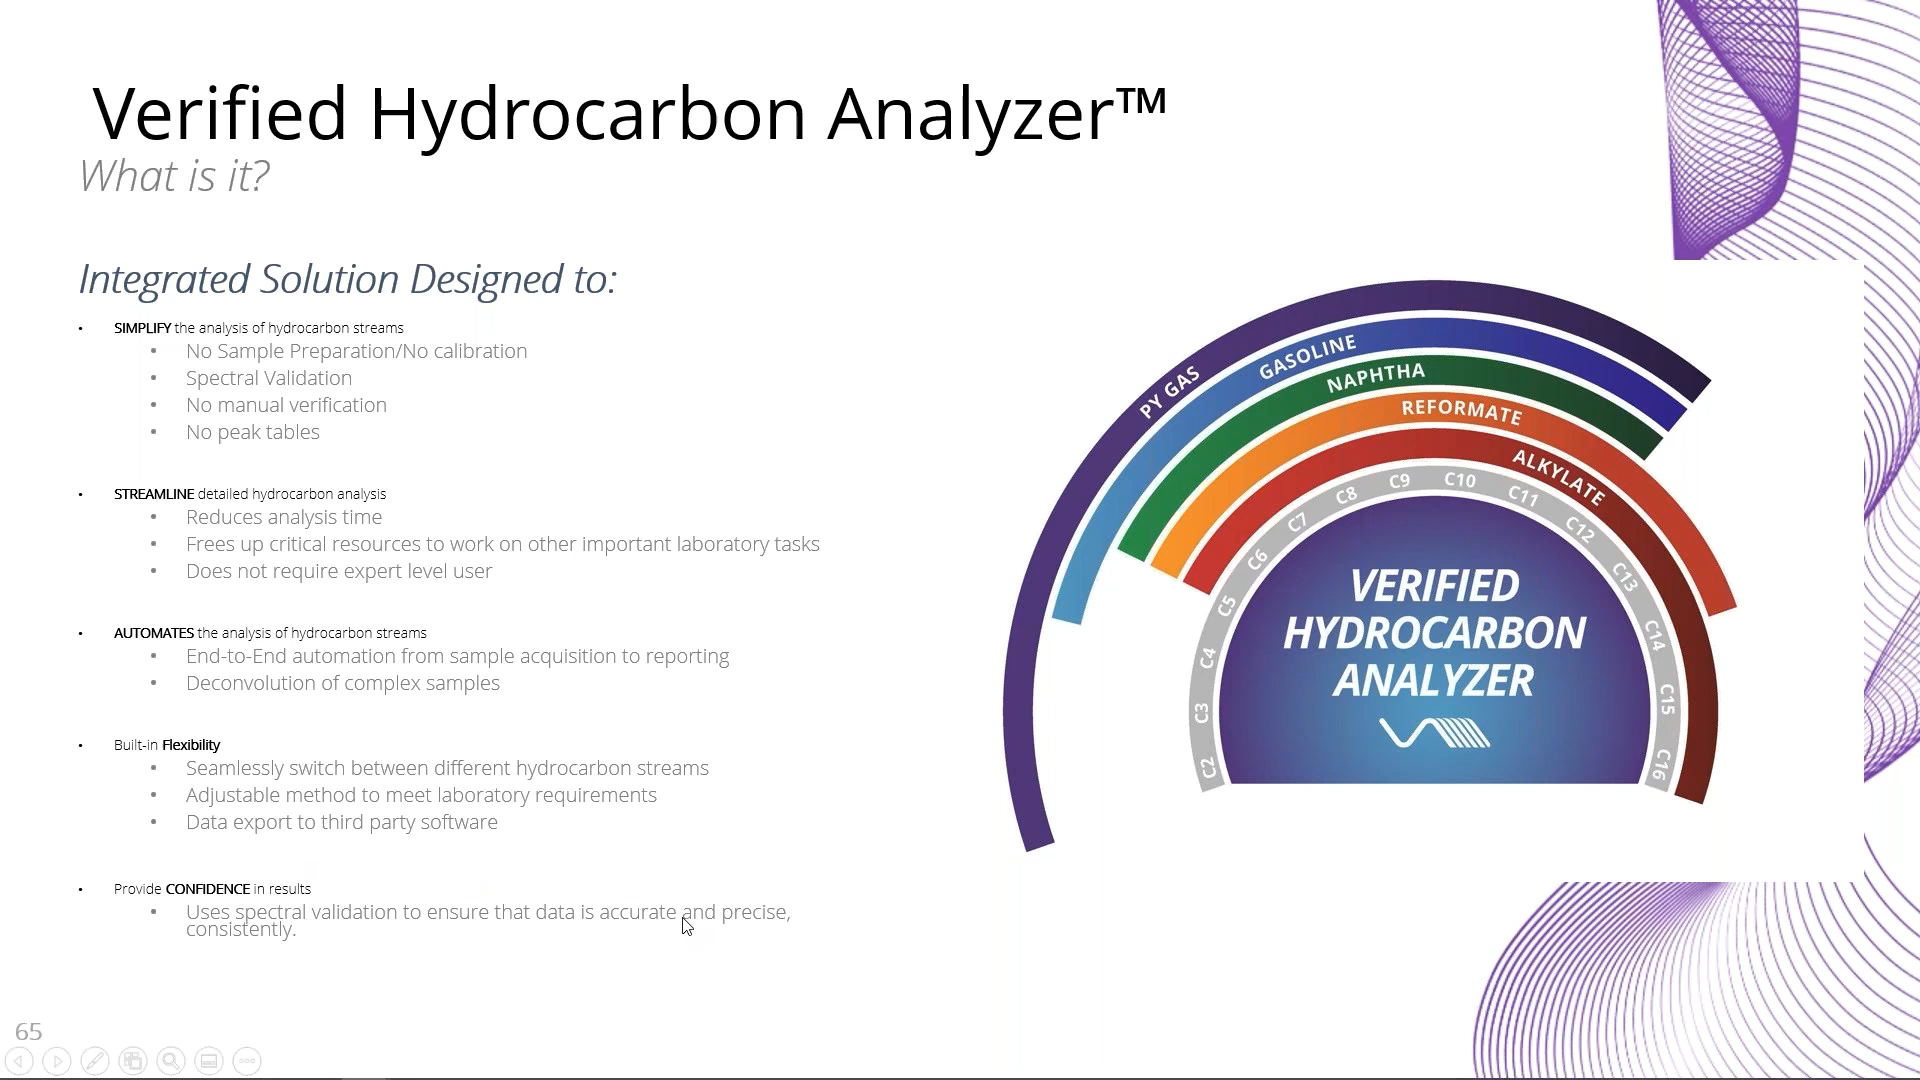 Verified Hydrocarbon Analyzer™
What is it?
Integrated Solution Designed to:
• SIMPLIFY the analysis of hydrocarbon streams
• No Sample Preparation/No calibration
• Spectral Validation
• No manual verification
• No peak tables
• STREAMLINE detailed hydrocarbon analysis
• Reduces analysis time
• Frees up critical resources to work on other important laboratory tasks
• Does not require expert level user
• AUTOMATES the analysis of hydrocarbon streams
• End-to-End automation from sample acquisition to reporting
• Deconvolution of complex samples
• Built-in Flexibility
• Seamlessly switch between different hydrocarbon streams
• Adjustable method to meet laboratory requirements
• Data export to third party software
• Provide CONFIDENCE in results
• Uses spectral validation to ensure that data is accurate and precise,
consistently.
PY GAS
GASOLINE
NAPHTHA
REFORMATE
ALKYLATE
C2 C3 C4 C5 C6 C7 C8 C9 C10 C11 C12 C13 C14 C15 C16
VERIFIED
HYDROCARBON
ANALYZER
65